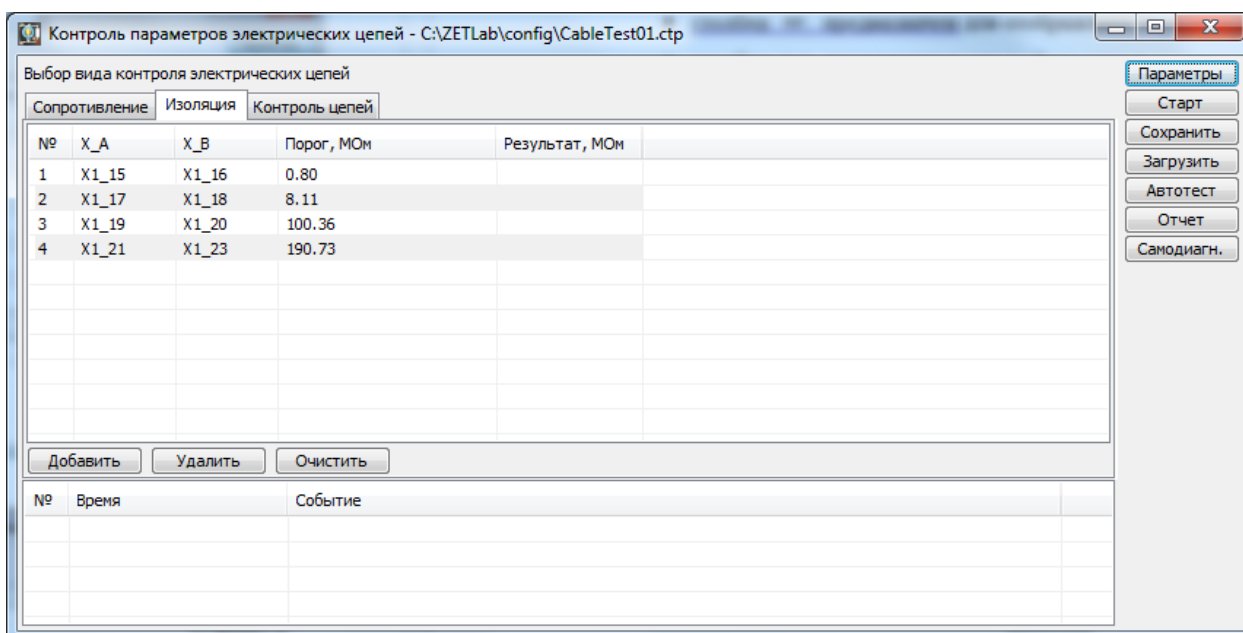 Контроль параметров электрических цепей - C:\ZETLab\config\CableTest01.ctp
Выбор вида контроля электрических цепей
Сопротивление Изоляция Контроль цепей
№ X_A X_B Порог, МОм Результат, МОм
1 X1_15 X1_16 0.80
2 X1_17 X1_18 8.11
3 X1_19 X1_20 100.36
4 X1_21 X1_23 190.73
Добавить Удалить Очистить
№ Время Событие
Параметры
Старт
Сохранить
Загрузить
Автотест
Отчет
Самодиагн.